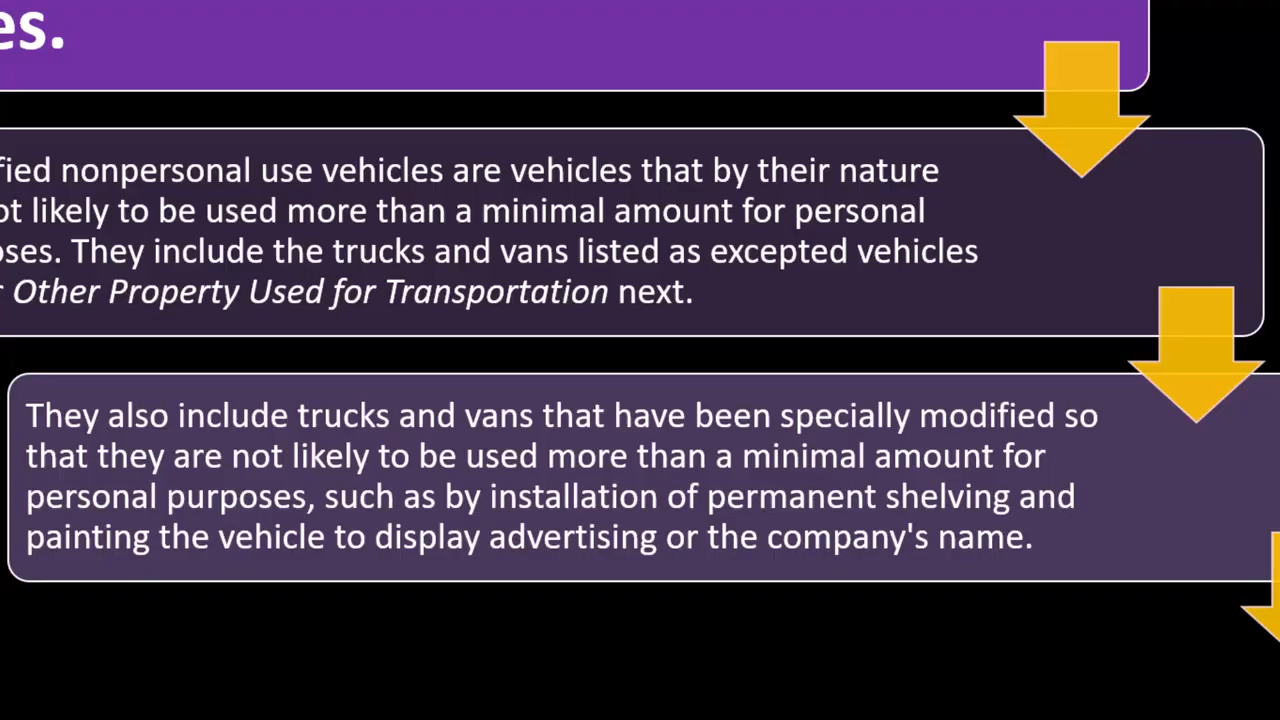 es.
fied nonpersonal use vehicles are vehicles that by their nature
ot likely to be used more than a minimal amount for personal
oses. They include the trucks and vans listed as excepted vehicles
r Other Property Used for Transportation next.
They also include trucks and vans that have been specially modified so
that they are not likely to be used more than a minimal amount for
personal purposes, such as by installation of permanent shelving and
painting the vehicle to display advertising or the company's name.